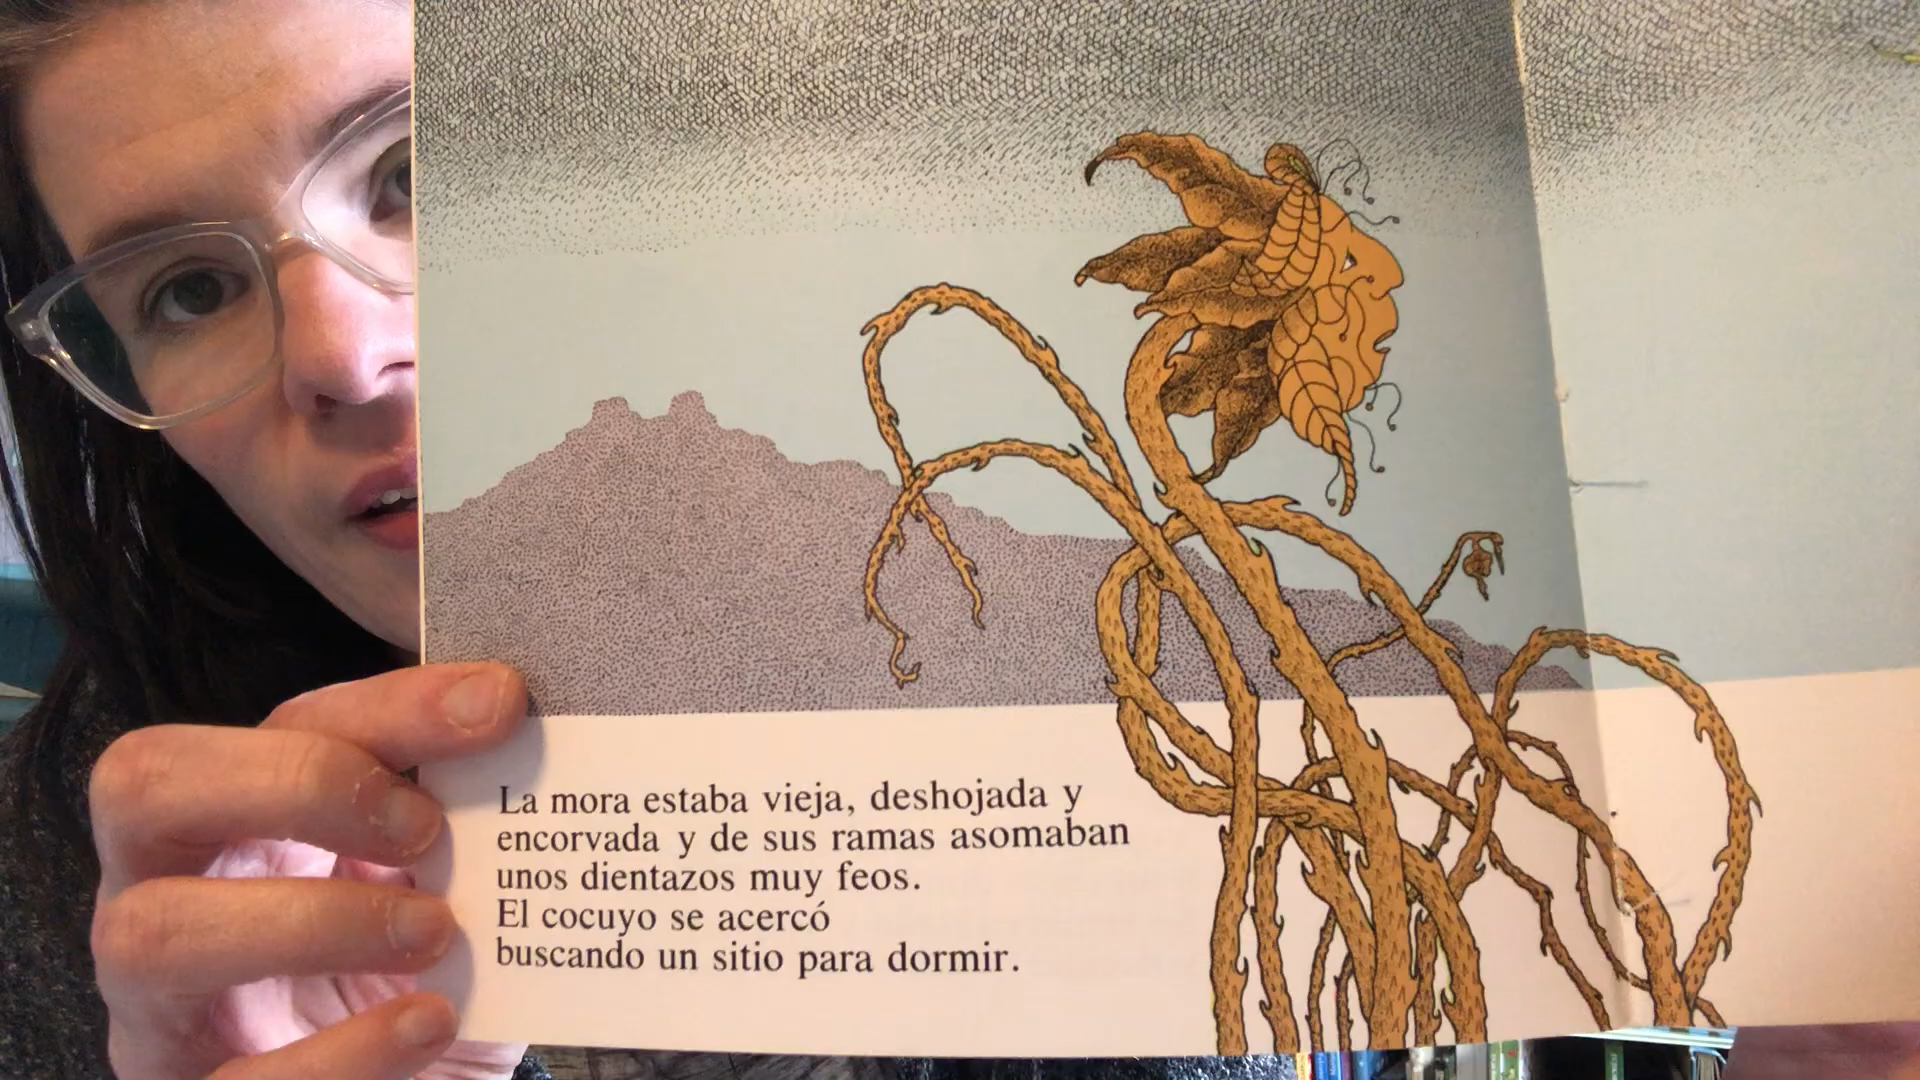 La mora estaba vieja, deshojada y
encorvada y de sus ramas asomaban
unos dientazos muy feos.
El cocuyo se acercó
buscando un sitio para dormir.